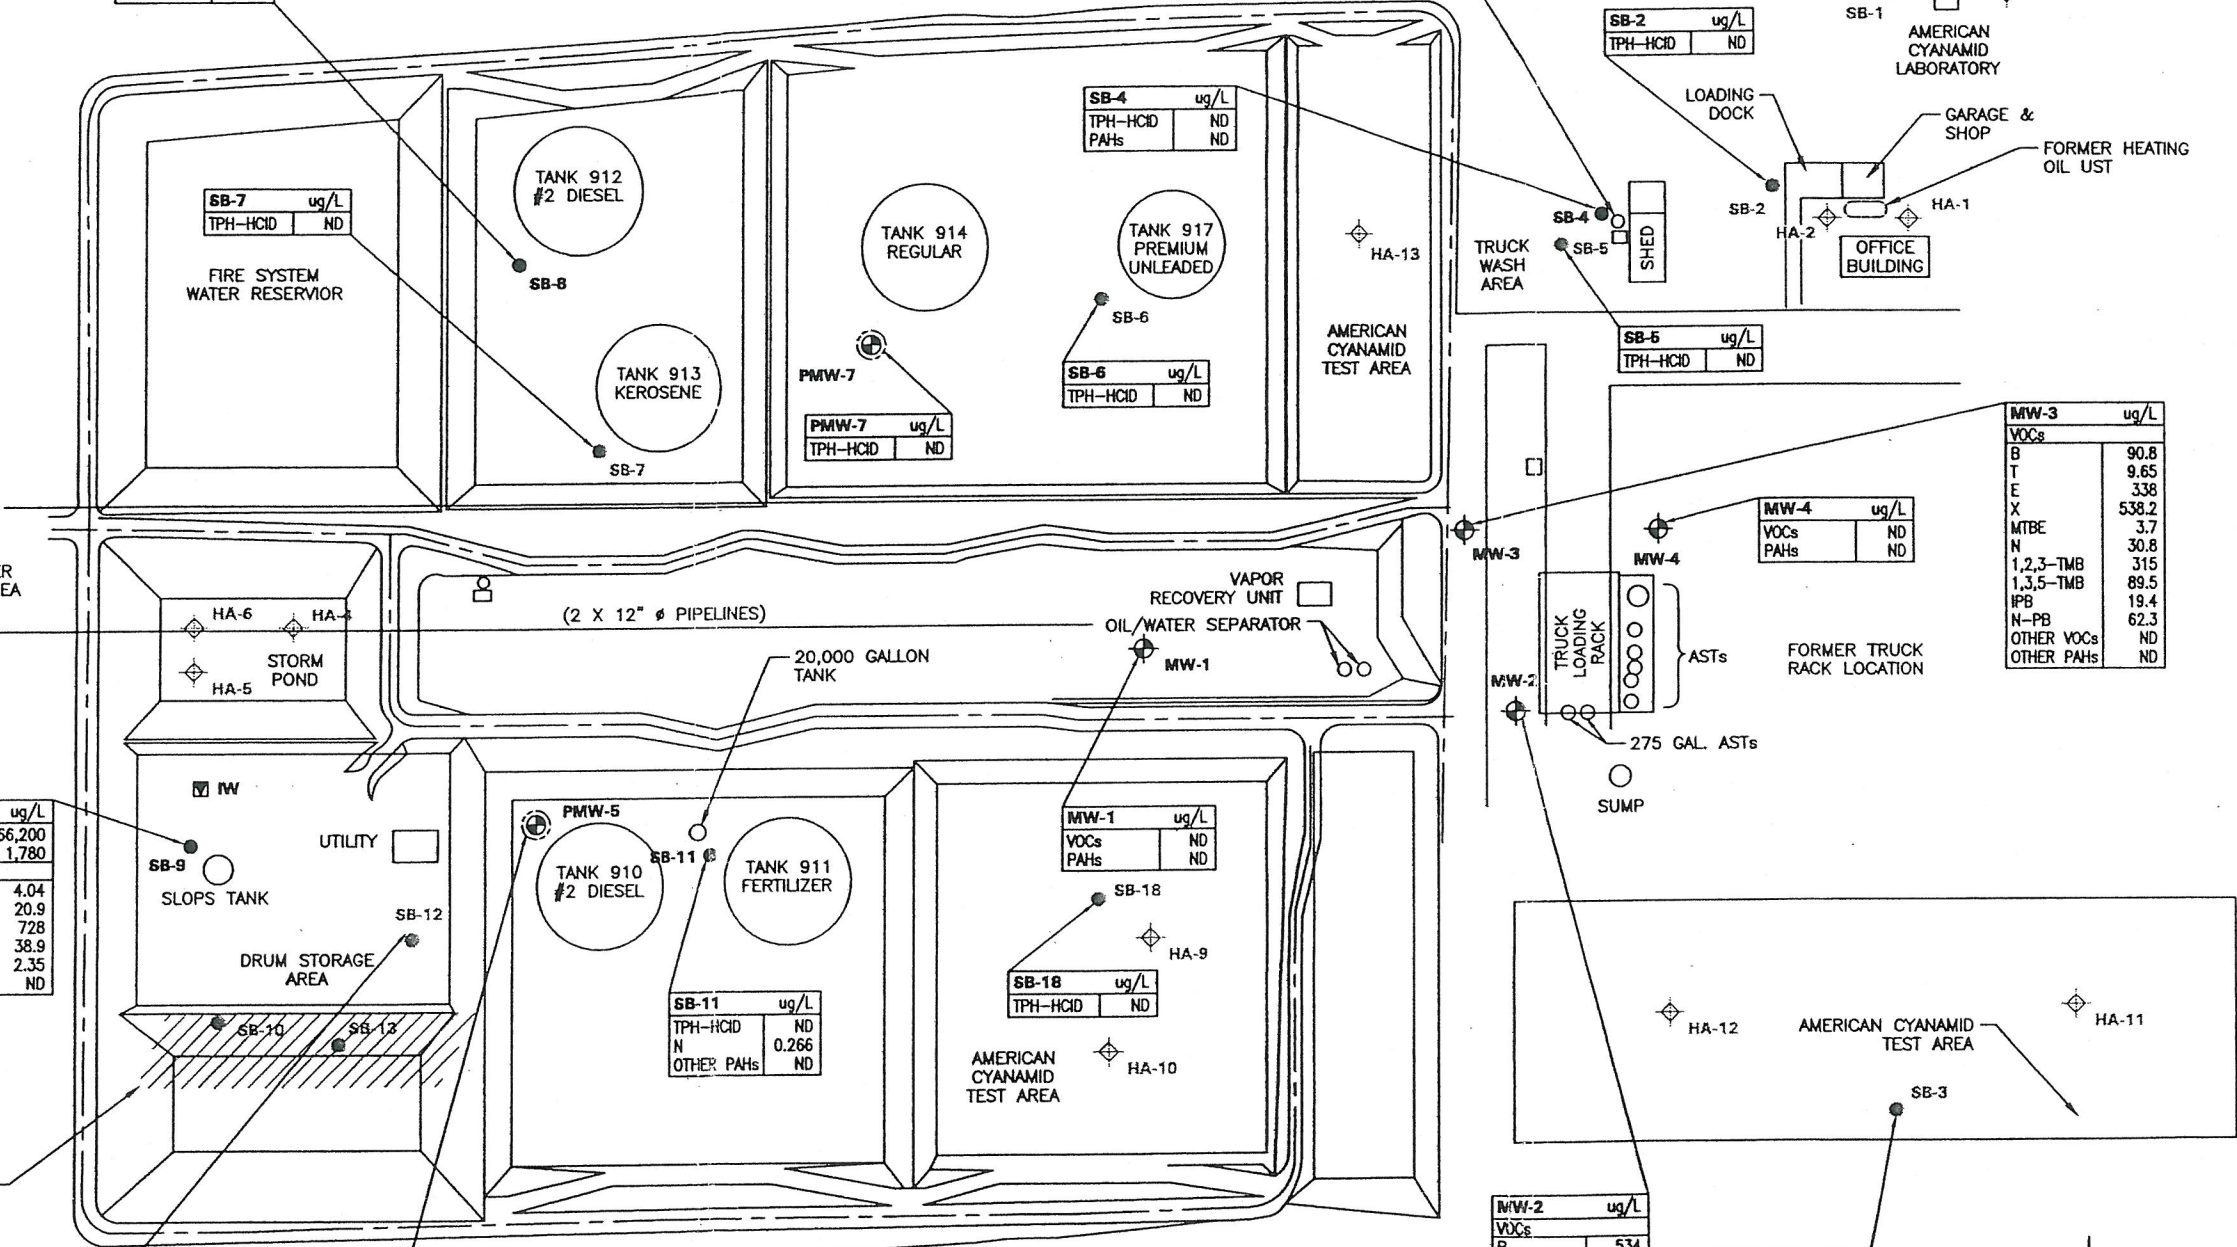 SB-2 ug/L
TPH-HCID ND
SB-1
AMERICAN
CYANAMID
LABORATORY
LOADING
DOCK
GARAGE &
SHOP
FORMER HEATING
OIL UST
SB-2
HA-2
HA-1
OFFICE
BUILDING
SB-4 ug/L
TPH-HCID ND
PAHs ND
SB-4
SB-5
SHED
TRUCK
WASH
AREA
SB-5 ug/L
TPH-HCID ND
TANK 912
#2 DIESEL
SB-7 ug/L
TPH-HCID ND
FIRE SYSTEM
WATER RESERVIOR
SB-8
TANK 913
KEROSENE
SB-7
TANK 914
REGULAR
TANK 917
PREMIUM
UNLEADED
SB-6
PMW-7
PMW-7 ug/L
TPH-HCID ND
SB-6 ug/L
TPH-HCID ND
HA-13
AMERICAN
CYANAMID
TEST AREA
MW-3 ug/L
VOCs
B 90.8
T 9.65
E 338
X 538.2
MTBE 3.7
N 30.8
1,2,3-TMB 315
1,3,5-TMB 89.5
IPB 19.4
N-PB 62.3
OTHER VOCs ND
OTHER PAHs ND
MW-4 ug/L
VOCs ND
PAHs ND
MW-3
MW-4
EA
HA-6
HA-4
HA-5
STORM
POND
(2 X 12" ø PIPELINES)
VAPOR
RECOVERY UNIT
OIL/WATER SEPARATOR
MW-1
20,000 GALLON
TANK
TRUCK
LOADING
RACK
ASTs
FORMER TRUCK
RACK LOCATION
MW-2
275 GAL. ASTs
SUMP
IW
UTILITY
SB-9
SLOPS TANK
SB-12
DRUM STORAGE
AREA
SB-10
SB-13
ug/L
66,200
1,780
4.04
20.9
728
38.9
2.35
ND
PMW-5
TANK 910
#2 DIESEL
SB-11
TANK 911
FERTILIZER
SB-11 ug/L
TPH-HCID ND
N 0.266
OTHER PAHs ND
MW-1 ug/L
VOCs ND
PAHs ND
SB-18
HA-9
SB-18 ug/L
TPH-HCID ND
HA-10
AMERICAN
CYANAMID
TEST AREA
HA-12
AMERICAN CYANAMID
TEST AREA
HA-11
SB-3
MW-2 ug/L
VOCs
534